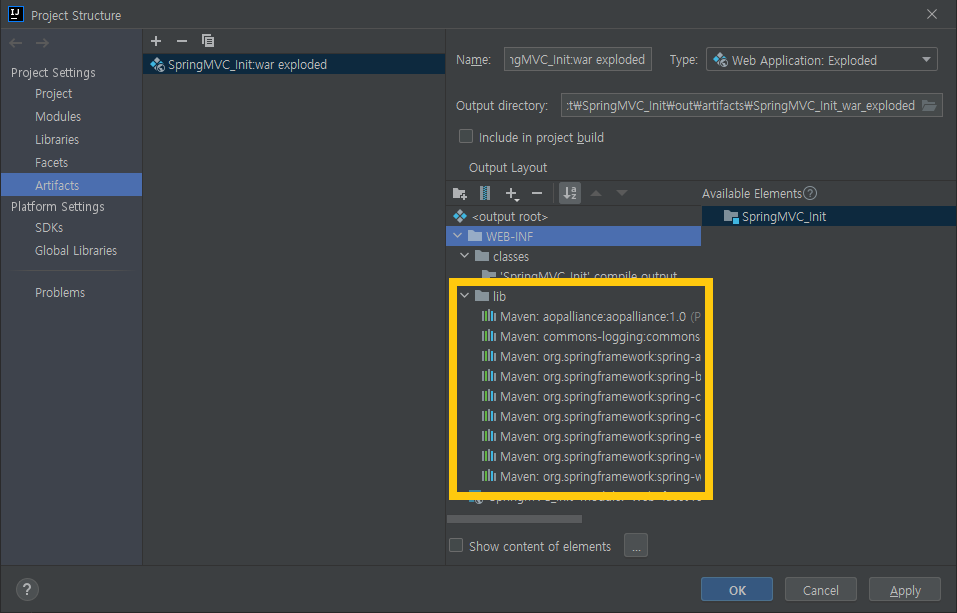 IJ
Project Structure
Project Settings
Project
Modules
Libraries
Facets
Artifacts
Platform Settings
SDKs
Global Libraries
Problems
SpringMVC_Init:war exploded
Name:
ngMVC_Init:war exploded
Type:
Web Application: Exploded
Output directory:
:t₩SpringMVC_Init₩out₩artifacts₩SpringMVC_Init_war_exploded
Include in project build
Output Layout
Available Elements
<output root>
WEB-INF
classes
'SpringMVC_Init' compile output
lib
Maven: aopalliance:aopalliance:1.0 (P
Maven: commons-logging:commons
Maven: org.springframework:spring-a
Maven: org.springframework:spring-b
Maven: org.springframework:spring-c
Maven: org.springframework:spring-c
Maven: org.springframework:spring-e
Maven: org.springframework:spring-w
Maven: org.springframework:spring-w
SpringMVC_Init
Show content of elements
...
?
OK
Cancel
Apply